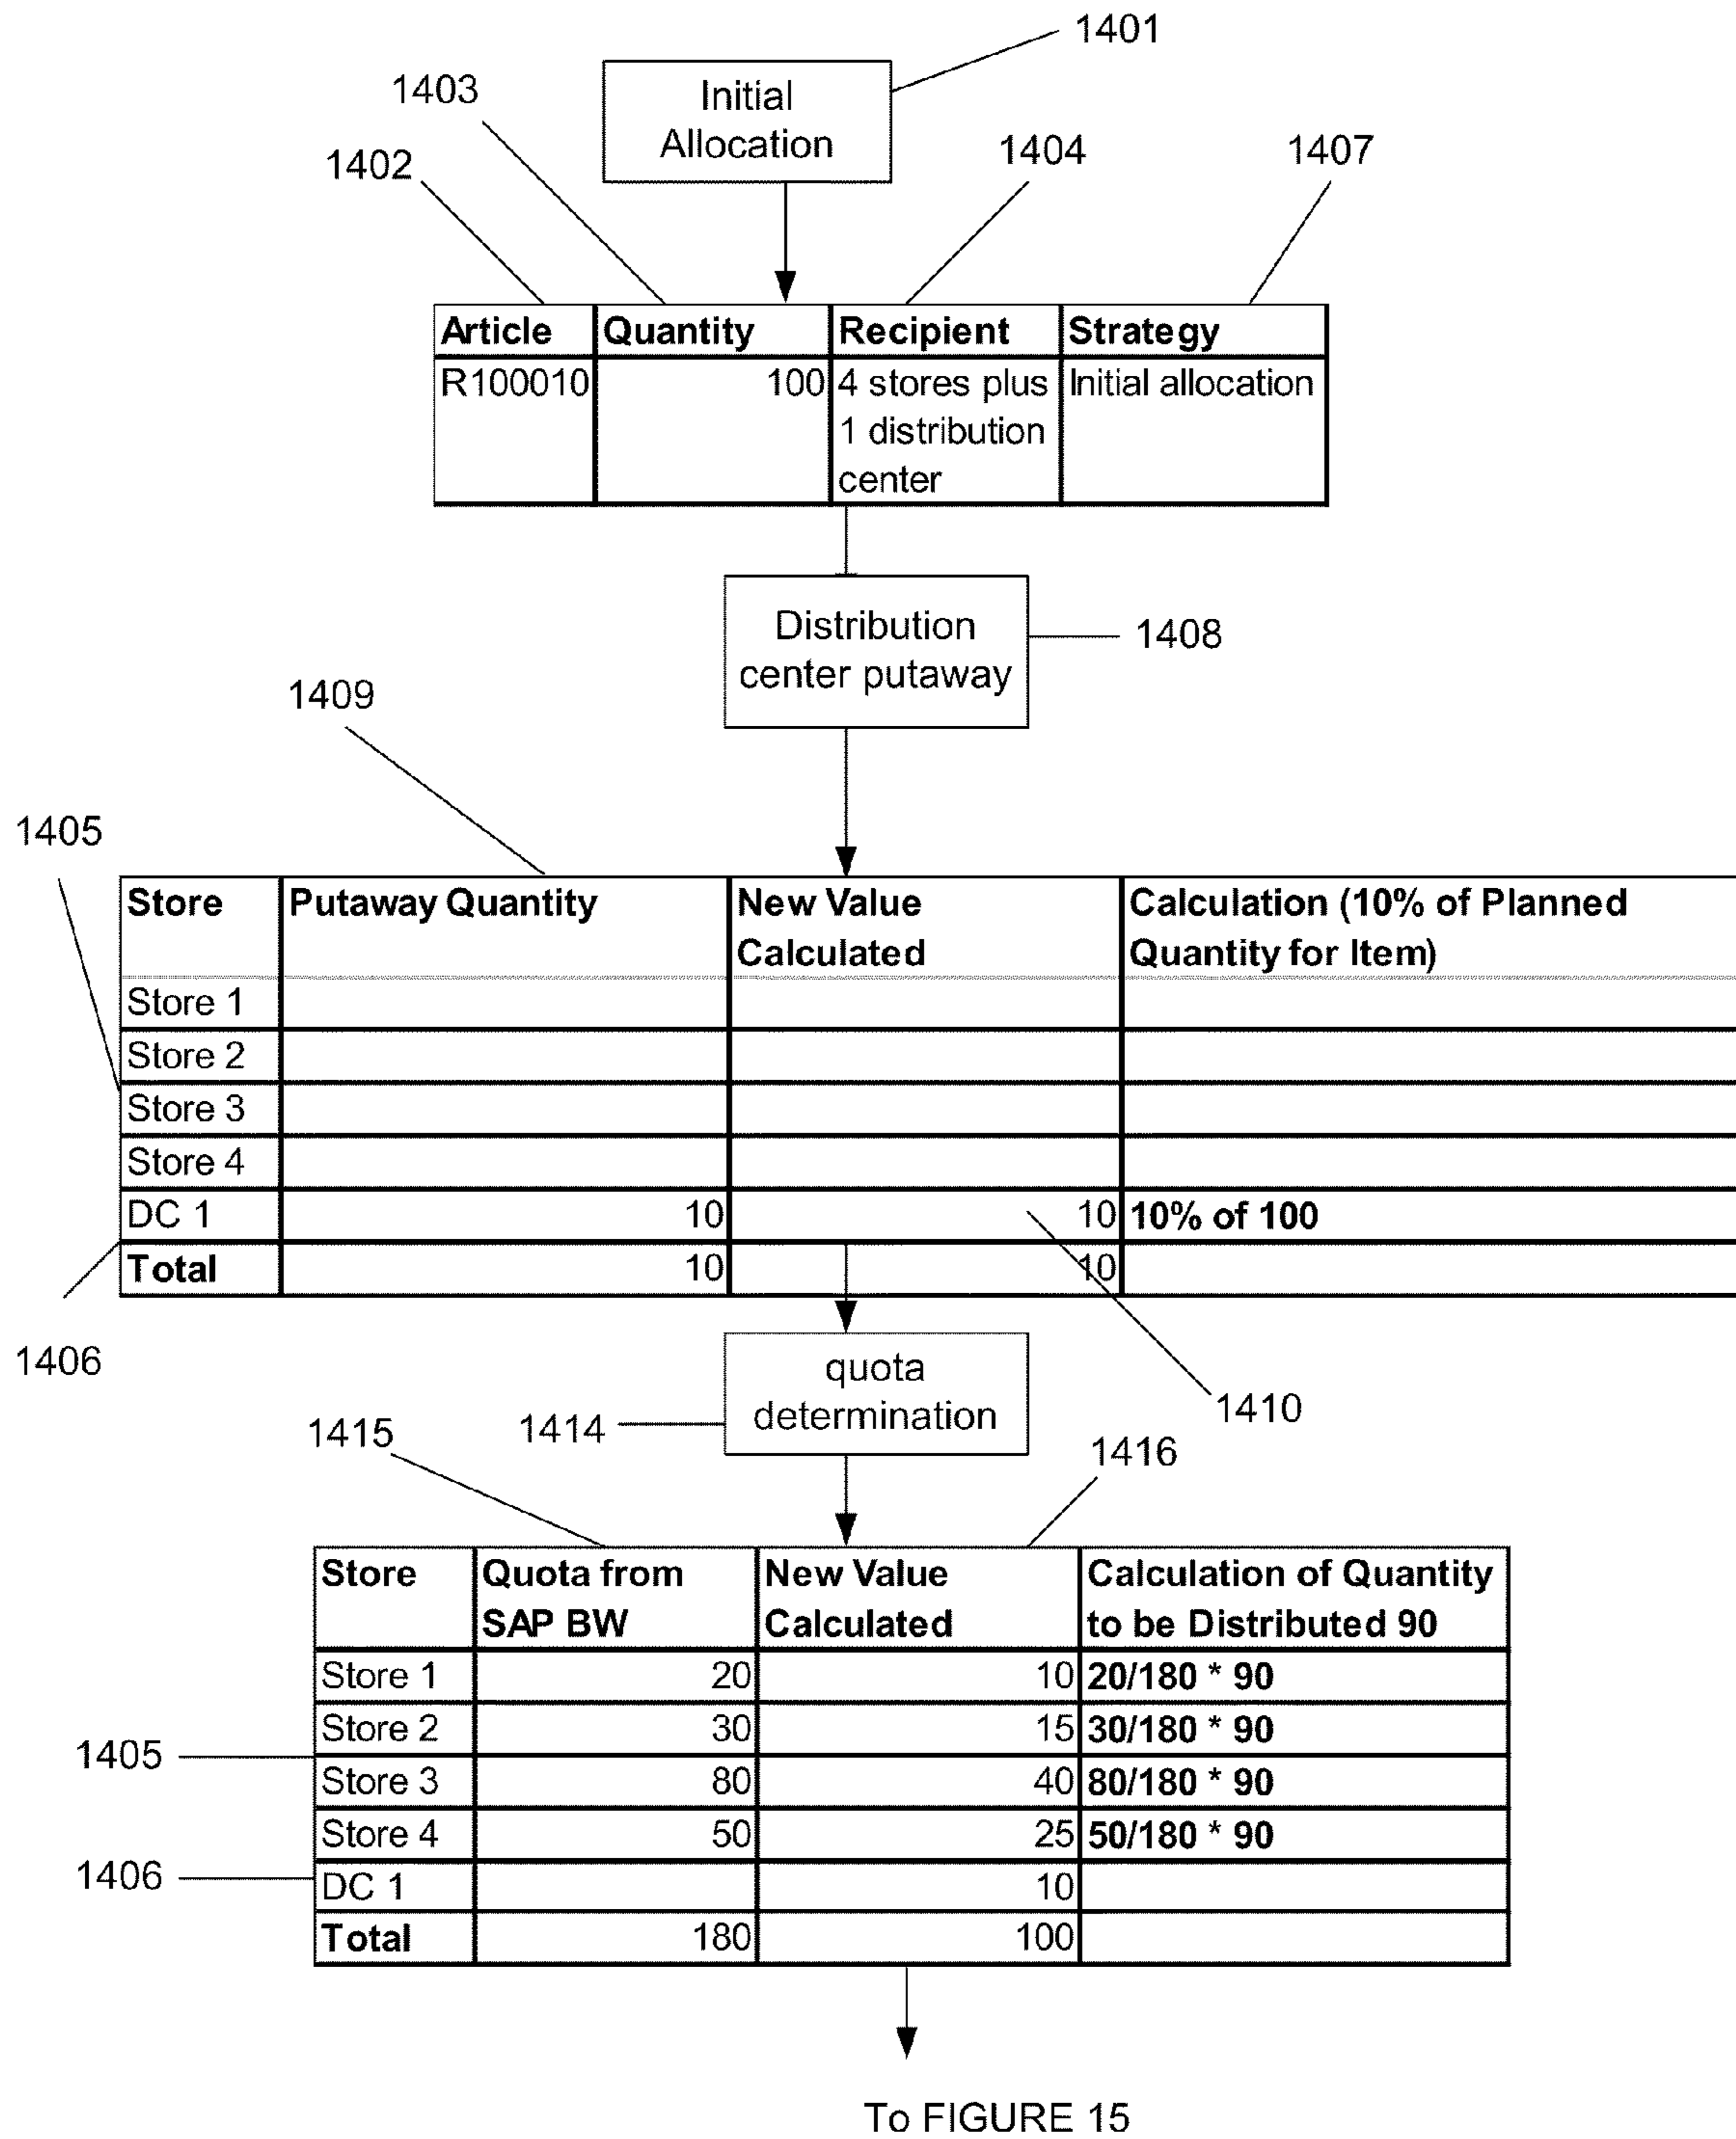 1401
Initial
Allocation
1403
1402
1404
1407
Article Quantity Recipient Strategy
R100010 100 4 stores plus Initial allocation
1 distribution
center
Distribution
center putaway
1408
1409
1405
Store Putaway Quantity New Value Calculation (10% of Planned
Calculated Quantity for Item)
Store 1
Store 2
Store 3
Store 4
DC 1 10 10 10% of 100
Total 10 10
1406
quota
determination
1410
1415
1414
1416
Store Quota from New Value Calculation of Quantity
SAP BW Calculated to be Distributed 90
Store 1 20 10 20/180 * 90
Store 2 30 15 30/180 * 90
1405
Store 3 80 40 80/180 * 90
Store 4 50 25 50/180 * 90
1406
DC 1 10
Total 180 100
To FIGURE 15